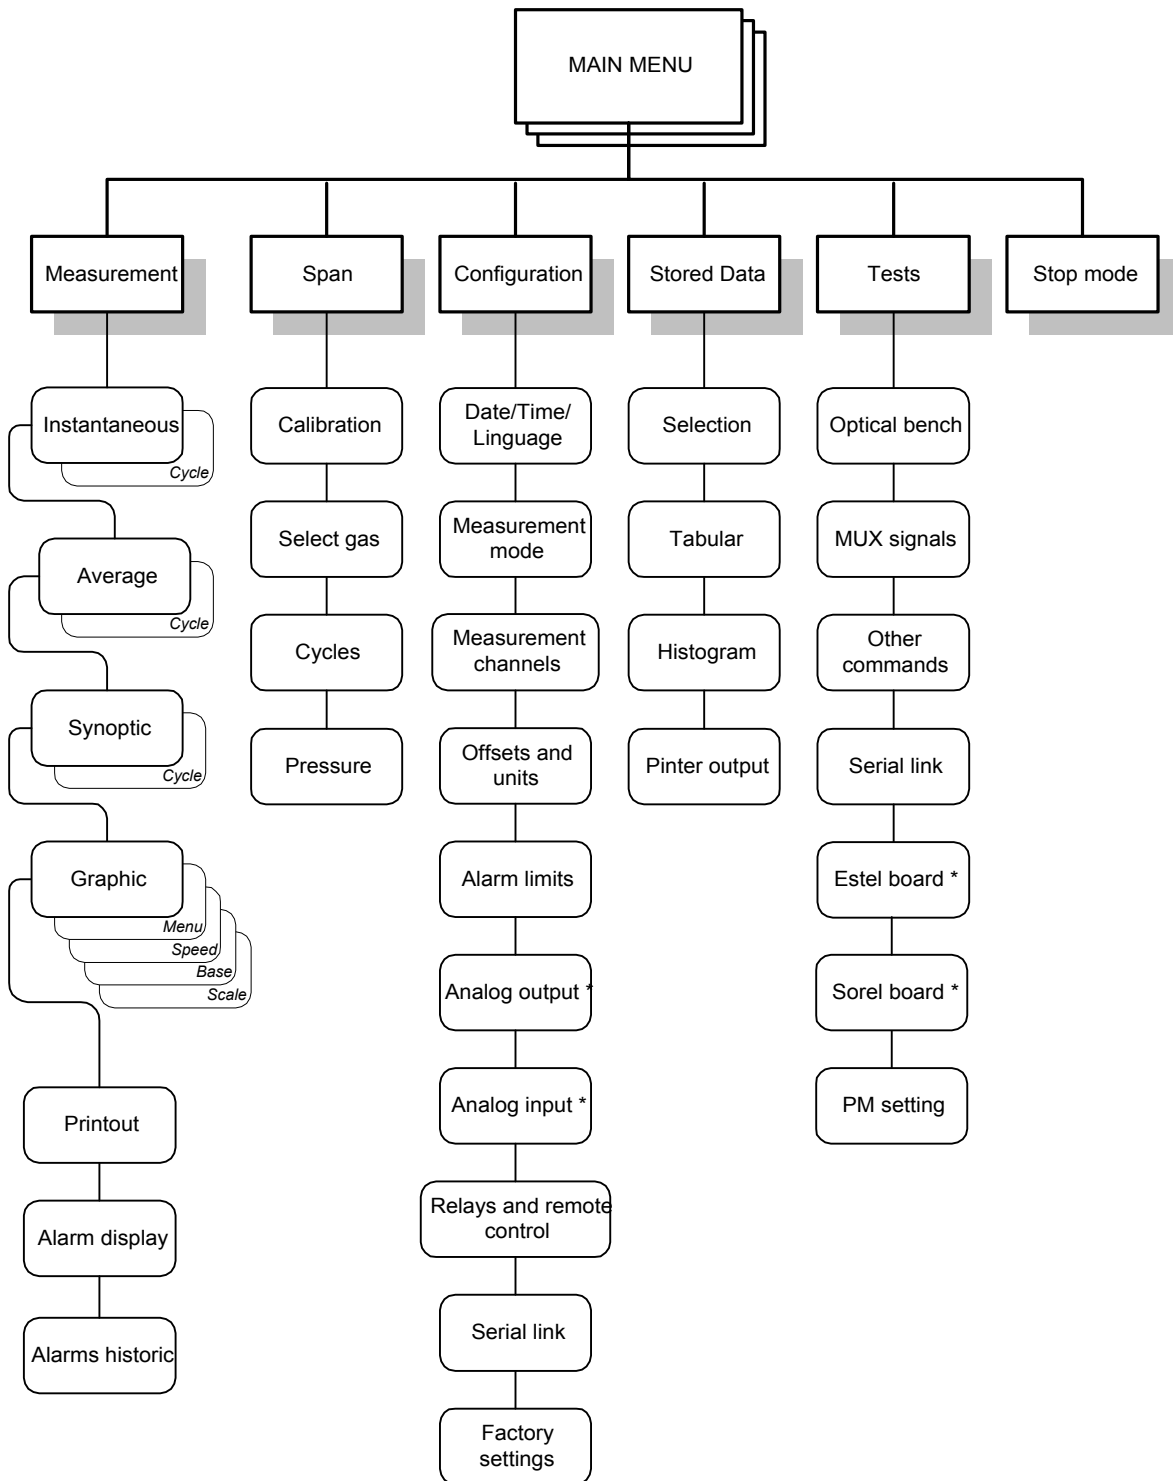 MAIN MENU
Measurement
Span
Configuration
Stored Data
Tests
Stop mode
Instantaneous
Cycle
Average
Cycle
Synoptic
Cycle
Graphic
Menu
Speed
Base
Scale
Printout
Alarm display
Alarms historic
Calibration
Select gas
Cycles
Pressure
Date/Time/
Linguage
Measurement
mode
Measurement
channels
Offsets and
units
Alarm limits
Analog output *
Analog input *
Relays and remote
control
Serial link
Factory
settings
Selection
Tabular
Histogram
Pinter output
Optical bench
MUX signals
Other
commands
Serial link
Estel board *
Sorel board *
PM setting